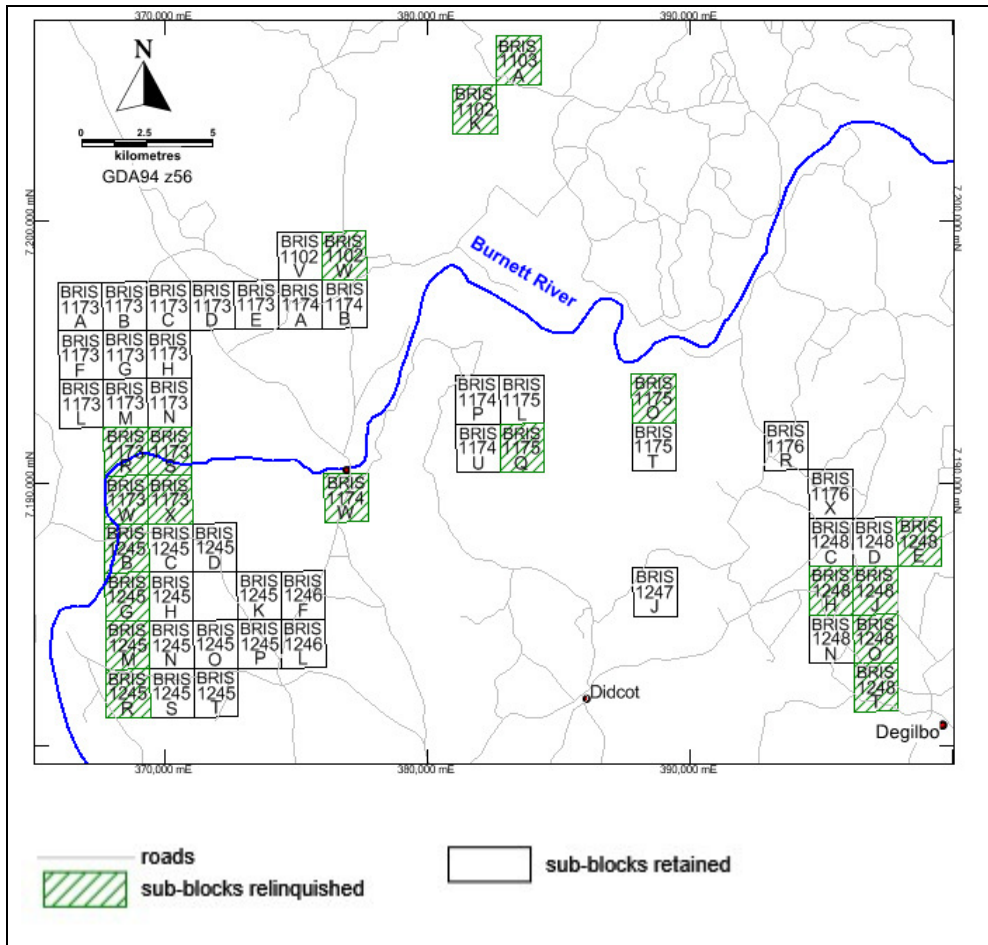 370,000 mE
380,000 mE
390,000 mE
N
0 2.5 5
kilometres
GDA94 z56
7,200,000 mN
7,200,000 mN
7,190,000 mN
7,190,000 mN
BRIS
1103
A
BRIS
1102
K
Burnett River
BRIS
1102
V
BRIS
1102
W
BRIS
1173
A
BRIS
1173
B
BRIS
1173
C
BRIS
1173
D
BRIS
1173
E
BRIS
1174
A
BRIS
1174
B
BRIS
1173
F
BRIS
1173
G
BRIS
1173
H
BRIS
1173
L
BRIS
1173
M
BRIS
1173
N
BRIS
1174
P
BRIS
1175
L
BRIS
1175
O
BRIS
1173
R
BRIS
1173
S
BRIS
1174
U
BRIS
1175
Q
BRIS
1175
T
BRIS
1176
R
BRIS
1173
W
BRIS
1173
X
BRIS
1174
W
BRIS
1176
X
BRIS
1245
B
BRIS
1245
C
BRIS
1245
D
BRIS
1248
C
BRIS
1248
D
BRIS
1248
E
BRIS
1245
G
BRIS
1245
H
BRIS
1245
K
BRIS
1246
F
BRIS
1247
J
BRIS
1248
H
BRIS
1248
J
BRIS
1245
M
BRIS
1245
N
BRIS
1245
O
BRIS
1245
P
BRIS
1246
L
BRIS
1248
N
BRIS
1248
O
BRIS
1245
R
BRIS
1245
S
BRIS
1245
T
BRIS
1248
T
Didcot
Degilbo
370,000 mE
380,000 mE
390,000 mE
roads
sub-blocks relinquished
sub-blocks retained